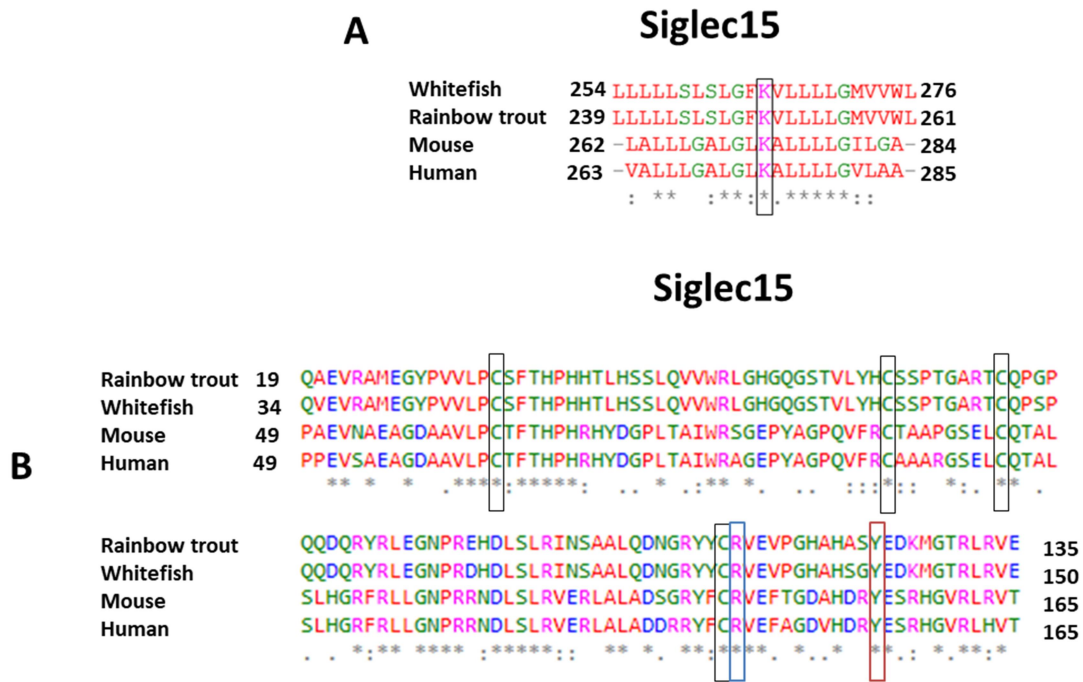 A
Siglec15
Whitefish 254 LLLLLSLSLGFKVLLLLGMVVWL 276
Rainbow trout 239 LLLLLSLSLGFKVLLLLGMVVWL 261
Mouse 262 -LALLLGALGLKALLLLGILGA- 284
Human 263 -VALLLGALGLKALLLLGVLAA- 285
: ** :**:*.*****::
Siglec15
B
Rainbow trout 19 QAEVRAMEGYPVVLPCSFTHPHHTLHSSLQVVWRLGHGQGSTVLYHCSSPTGARTCQPGP
Whitefish 34 QVEVRAMEGYPVVLPCSFTHPHHTLHSSLQVVWRLGHGQGSTVLYHCSSPTGARTCQPSP
Mouse 49 PAEVNAEAGDAAVLPCTFTHPHRHYDGPLTAIWRSGEPYAGPQVFRCTAAPGSELCQTAL
Human 49 PPEVSAEAGDAAVLPCTFTHPHRHYDGPLTAIWRAGEPYAGPQVFRCAAARGSELCQTAL
** * * .****:*****: .. *.:** *. .. :::*:: *:. ** .
Rainbow trout QQDQRYRLEGNPREHDLSLRINSAALQDNGRYYCRVEVPGHAHASYEDKMGTRLRVE 135
Whitefish QQDQRYRLEGNPRDHDLSLRINSAALQDNGRYYCRVEVPGHAHSGYEDKMGTRLRVE 150
Mouse SLHGRFRLLGNPRRNDLSLRVERLALADSGRYFCRVEFTGDAHDRYESRHGVRLRVT 165
Human SLHGRFRLLGNPRRNDLSLRVERLALADDRRYFCRVEFAGDVHDRYESRHGVRLHVT 165
. . *:** **** :*****:: ** *. **:****. *..* **.: *.**:*